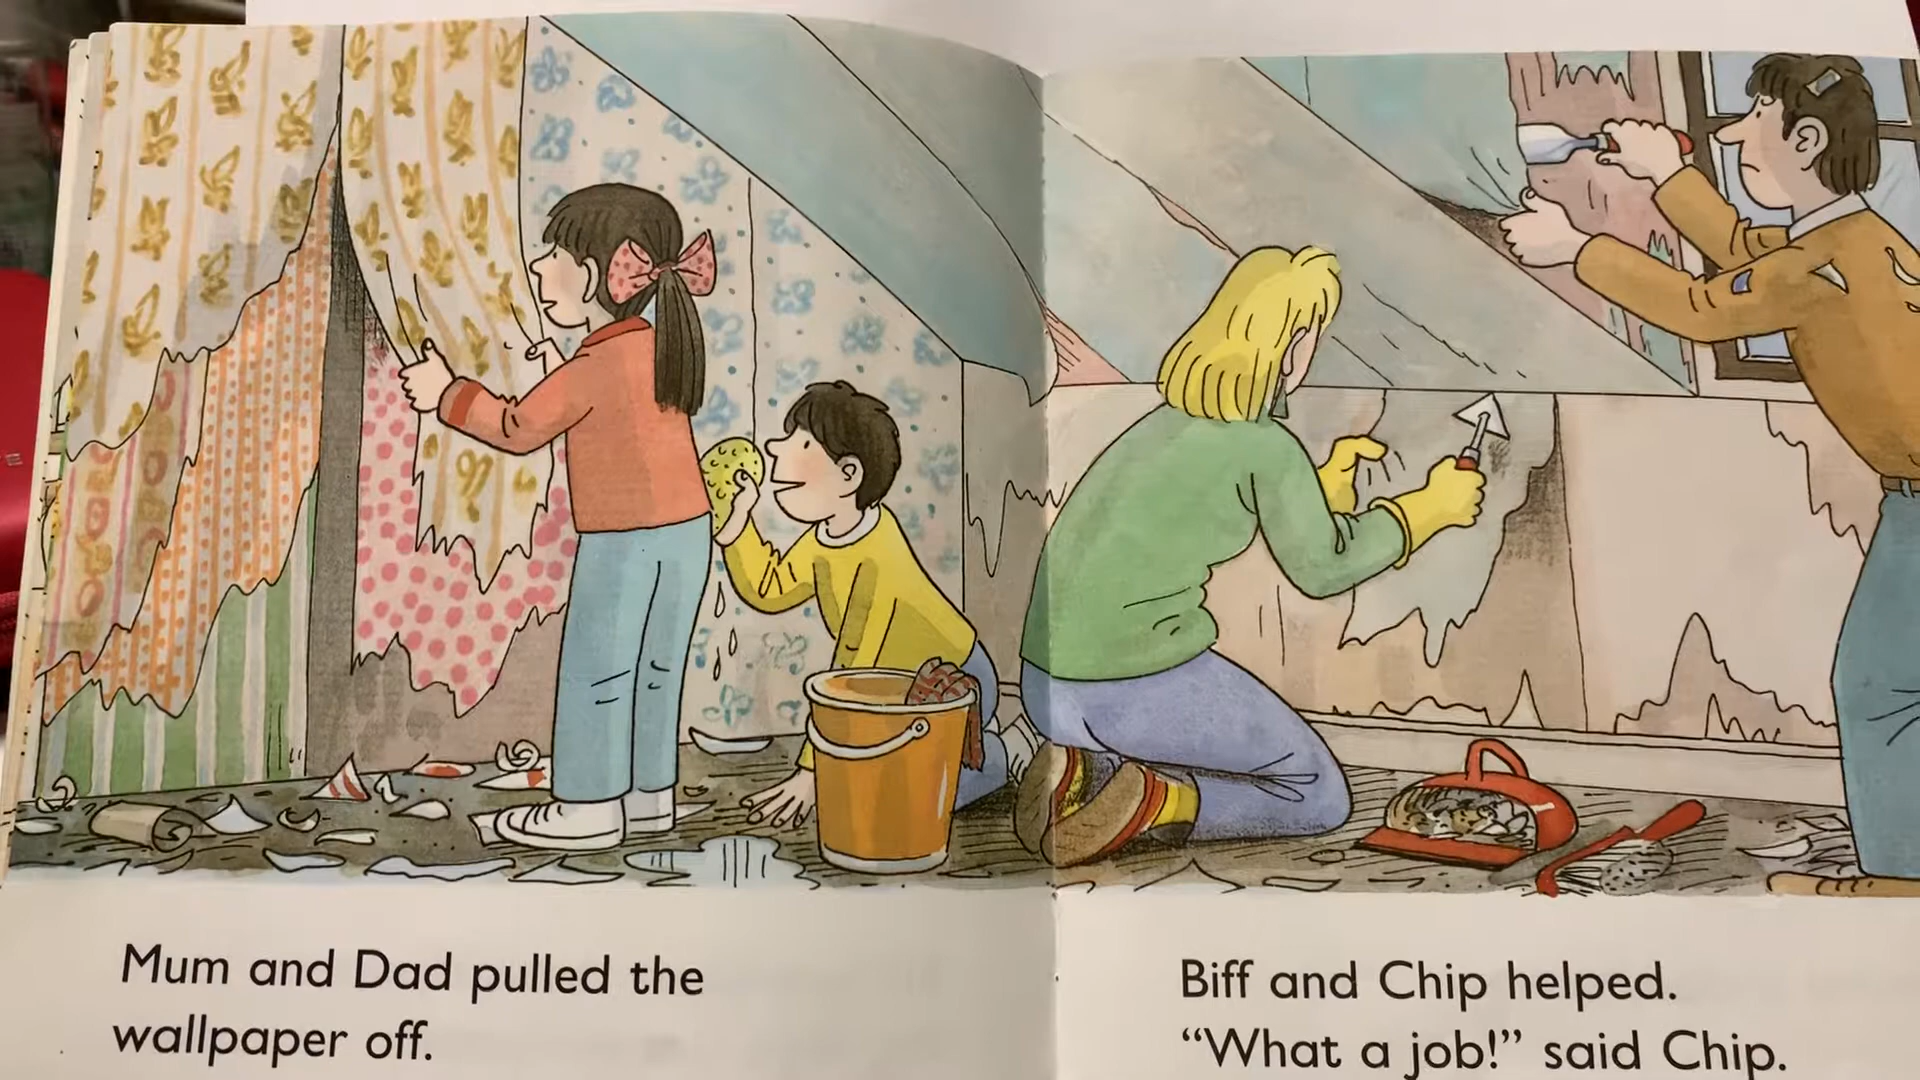 Mum and Dad pulled the
wallpaper off.
Biff and Chip helped.
“What a job!” said Chip.